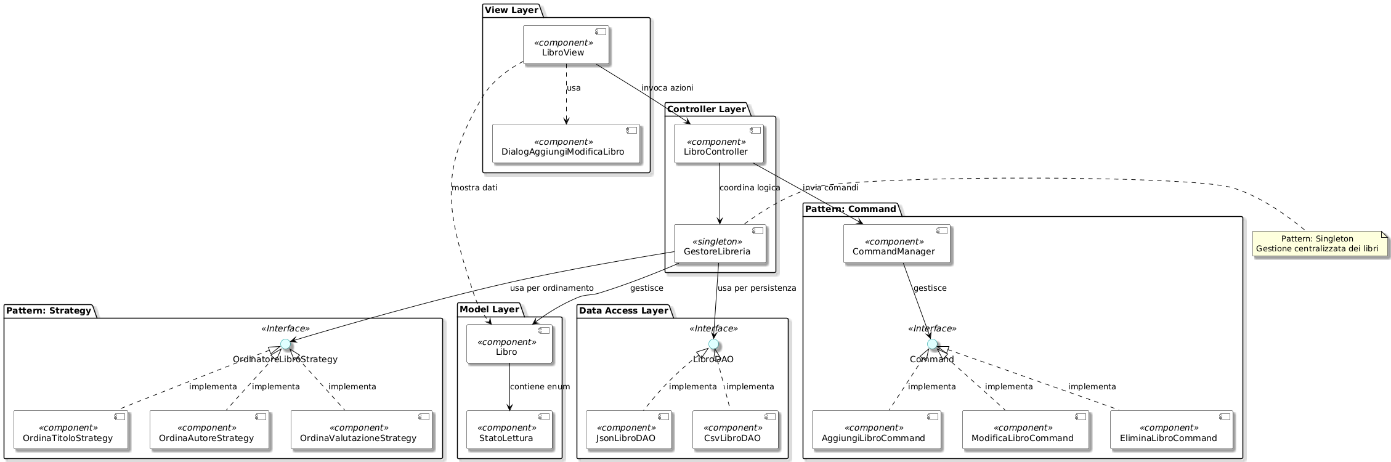 View Layer
«component»
LibroView
usa
invoca azioni
«component»
DialogAggiungiModificaLibro
mostra dati
Controller Layer
«component»
LibroController
coordina logica
invia comandi
«singleton»
GestoreLibreria
Pattern: Singleton
Gestione centralizzata dei libri
Pattern: Command
«component»
CommandManager
usa per ordinamento
gestisce
usa per persistenza
gestisce
Pattern: Strategy
«Interface»
OrdinatoreLibroStrategy
implementa
implementa
implementa
«component»
OrdinaTitoloStrategy
«component»
OrdinaAutoreStrategy
«component»
OrdinaValutazioneStrategy
Model Layer
«component»
Libro
contiene enum
«component»
StatoLettura
Data Access Layer
«Interface»
LibroDAO
implementa
implementa
«component»
JsonLibroDAO
«component»
CsvLibroDAO
«Interface»
Command
implementa
implementa
implementa
«component»
AggiungiLibroCommand
«component»
ModificaLibroCommand
«component»
EliminaLibroCommand